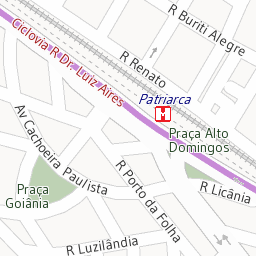 R Buriti Alegre
Ciclovia R Dr. Luiz Aires
R Renato
Patriarca
M
Praça Alto
Domingos
Av Cachoeira Paulista
Praça
Goiânia
R Porto da Folha
R Licânia
R Luzilândia